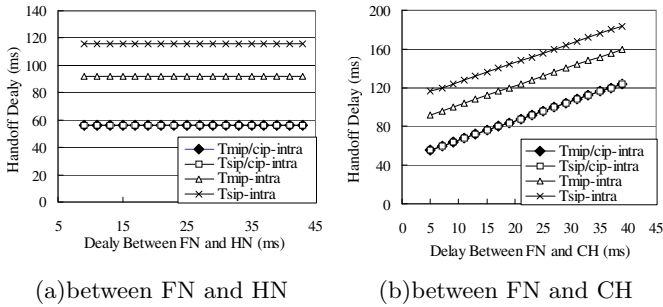 140
120
100
80
60
40
20
0
Handoff Dealy (ms)
Tmip/cip-intra
Tsip/cip-intra
Tmip-intra
Tsip-intra
5 15 25 35 45
Dealy Between FN and HN (ms)
(a)between FN and HN
200
160
120
80
40
0
Handoff Delay (ms)
Tmip/cip-intra
Tsip/cip-intra
Tmip-intra
Tsip-intra
0 5 10 15 20 25 30 35 40 45
Delay Between FN and CH (ms)
(b)between FN and CH